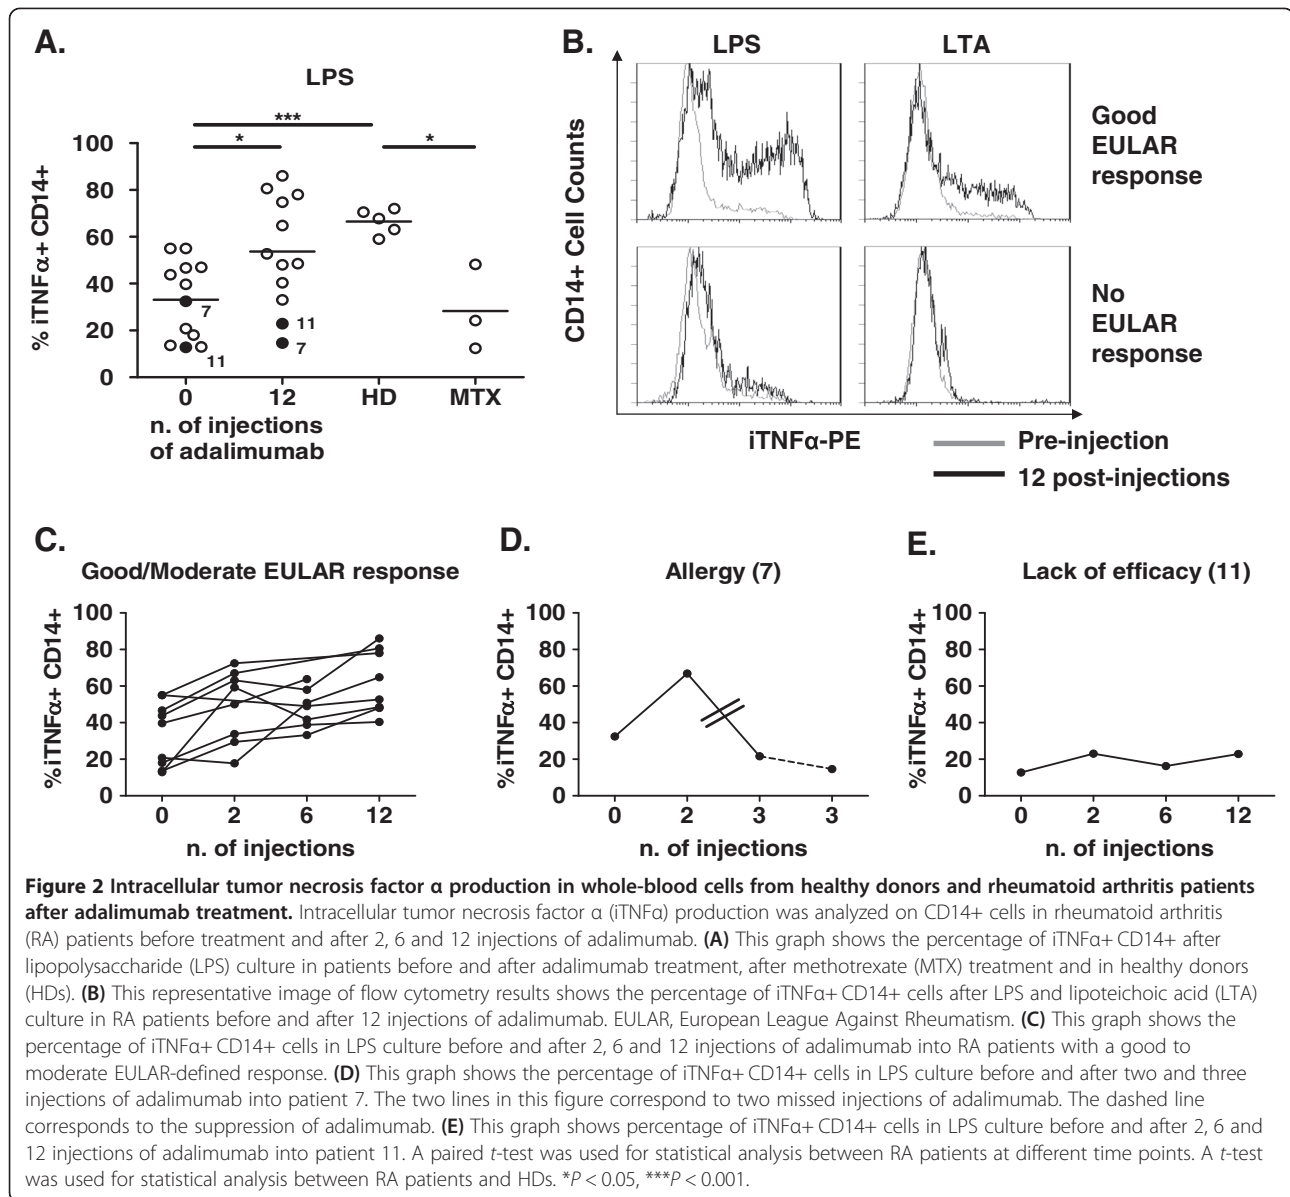 A.
LPS
***
*
*
100
80
60
40
20
0
% iTNFα+ CD14+
7
11
11
7
0 12 HD MTX
n. of injections
of adalimumab
B.
LPS LTA
CD14+ Cell Counts
Good
EULAR
response
No
EULAR
response
iTNFα-PE
Pre-injection
12 post-injections
C.
Good/Moderate EULAR response
%iTNFα+ CD14+
100
80
60
40
20
0
0 2 6 12
n. of injections
D.
Allergy (7)
%iTNFα+ CD14+
100
80
60
40
20
0
0 2 3 3
n. of injections
E.
Lack of efficacy (11)
%iTNFα+ CD14+
100
80
60
40
20
0
0 2 6 12
n. of injections
Figure 2 Intracellular tumor necrosis factor α production in whole-blood cells from healthy donors and rheumatoid arthritis patients
after adalimumab treatment. Intracellular tumor necrosis factor α (iTNFα) production was analyzed on CD14+ cells in rheumatoid arthritis
(RA) patients before treatment and after 2, 6 and 12 injections of adalimumab. (A) This graph shows the percentage of iTNFα+ CD14+ after
lipopolysaccharide (LPS) culture in patients before and after adalimumab treatment, after methotrexate (MTX) treatment and in healthy donors
(HDs). (B) This representative image of flow cytometry results shows the percentage of iTNFα+ CD14+ cells after LPS and lipoteichoic acid (LTA)
culture in RA patients before and after 12 injections of adalimumab. EULAR, European League Against Rheumatism. (C) This graph shows the
percentage of iTNFα+ CD14+ cells in LPS culture before and after 2, 6 and 12 injections of adalimumab into RA patients with a good to
moderate EULAR-defined response. (D) This graph shows the percentage of iTNFα+ CD14+ cells in LPS culture before and after two and three
injections of adalimumab into patient 7. The two lines in this figure correspond to two missed injections of adalimumab. The dashed line
corresponds to the suppression of adalimumab. (E) This graph shows percentage of iTNFα+ CD14+ cells in LPS culture before and after 2, 6 and
12 injections of adalimumab into patient 11. A paired t-test was used for statistical analysis between RA patients at different time points. A t-test
was used for statistical analysis between RA patients and HDs. *P < 0.05, ***P < 0.001.